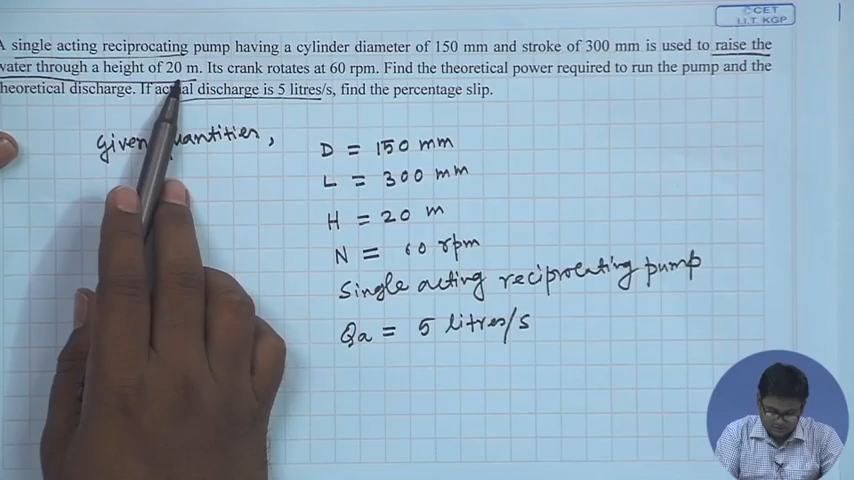 ©CET
I.I.T. KGP
A single acting reciprocating pump having a cylinder diameter of 150 mm and stroke of 300 mm is used to raise the
water through a height of 20 m. Its crank rotates at 60 rpm. Find the theoretical power required to run the pump and the
theoretical discharge. If actual discharge is 5 litres/s, find the percentage slip.
Given quantities,
D = 150 mm
L = 300 mm
H = 20 m
N = 60 rpm
Single acting reciprocating pump
Qa = 5 litres/s